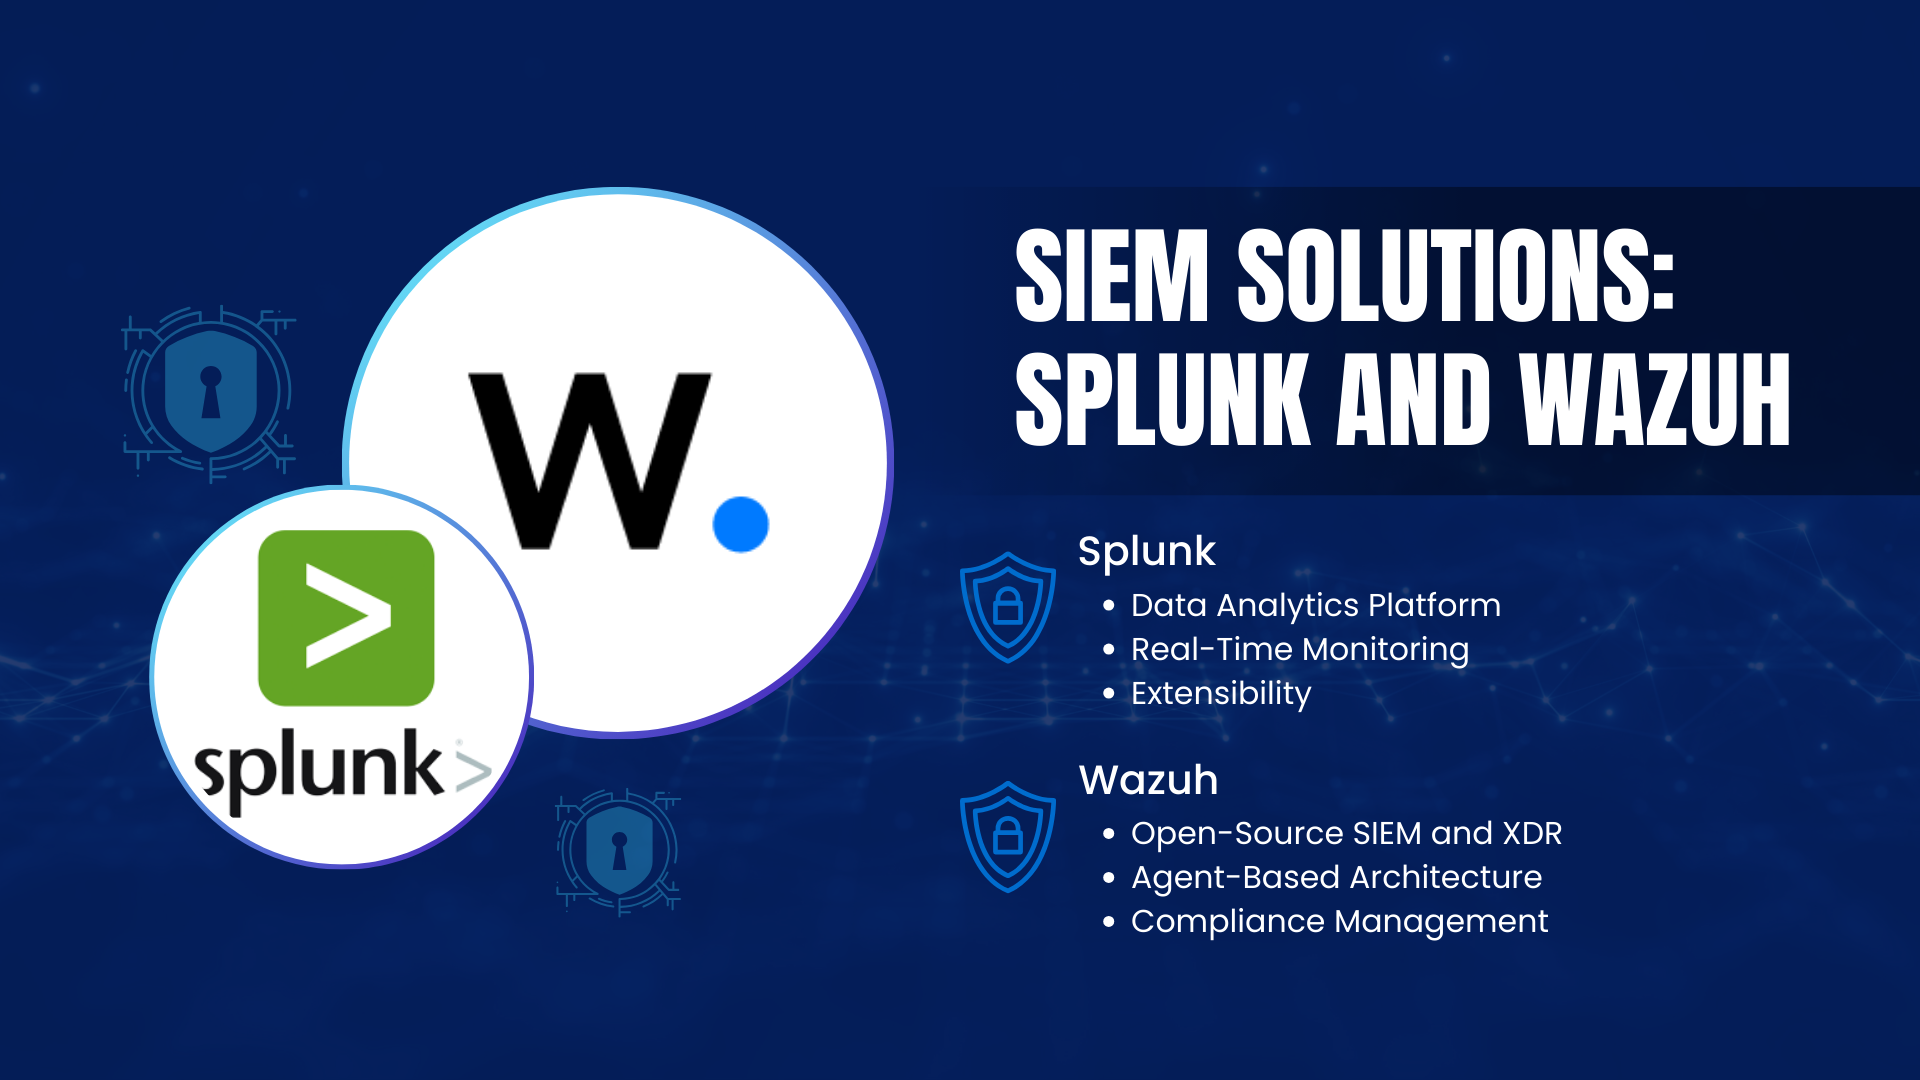 SIEM SOLUTIONS:
SPLUNK AND WAZUH
W.
>
splunk>
Splunk
• Data Analytics Platform
• Real-Time Monitoring
• Extensibility
Wazuh
• Open-Source SIEM and XDR
• Agent-Based Architecture
• Compliance Management